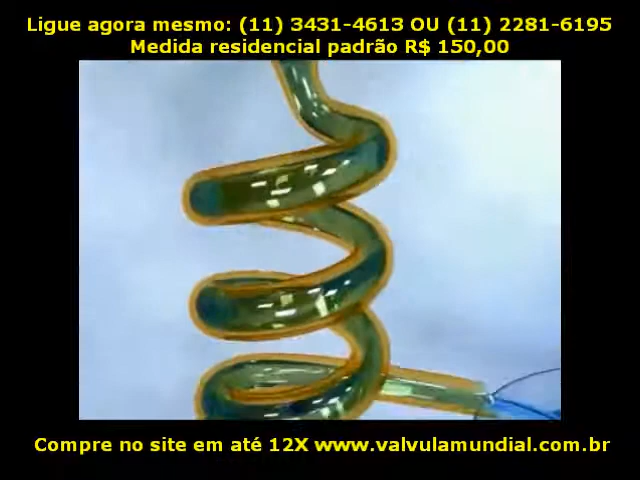 Ligue agora mesmo: (11) 3431-4613 OU (11) 2281-6195
Medida residencial padrão R$ 150,00
Compre no site em até 12X www.valvulamundial.com.br